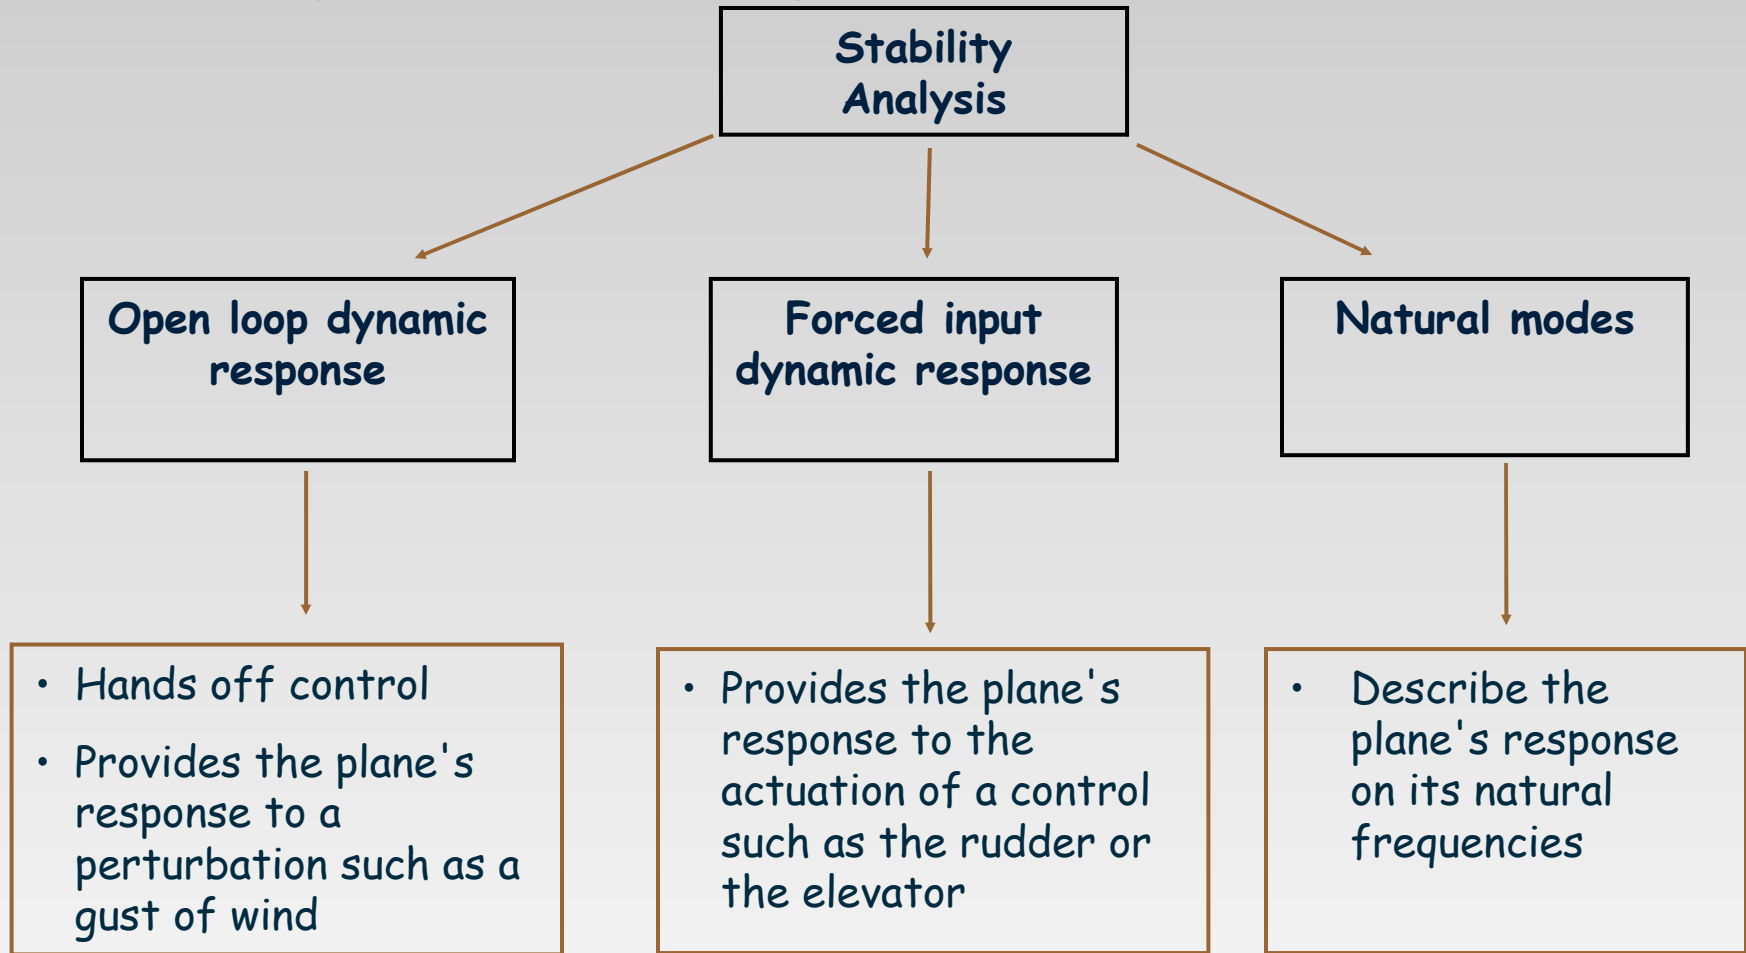 Stability
Analysis
Open loop dynamic
response
Forced input
dynamic response
Natural modes
• Hands off control
• Provides the plane's
response to a
perturbation such as a
gust of wind
• Provides the plane's
response to the
actuation of a control
such as the rudder or
the elevator
• Describe the
plane's response
on its natural
frequencies